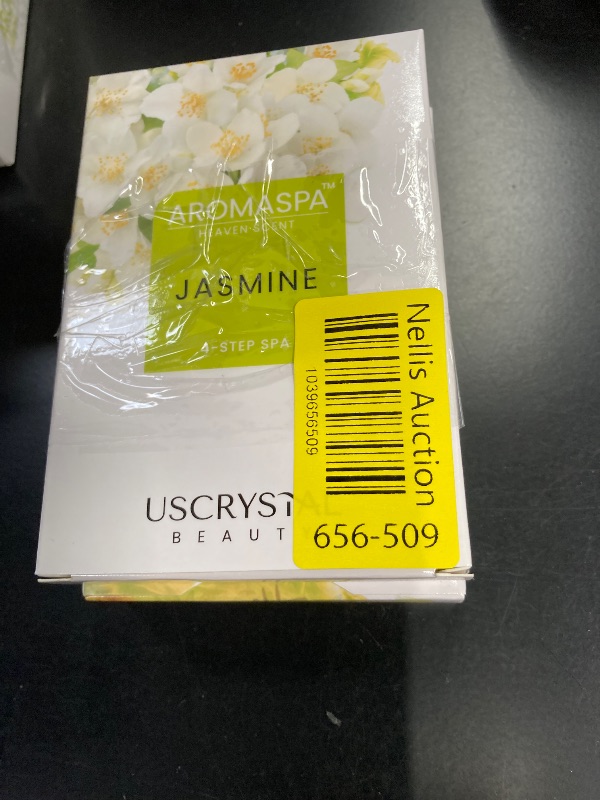 AROMASPA™
HEAVEN SCENT
JASMINE
4-STEP SPA
USCRYSTAL
BEAUT
Nellis Auction
1039656509
656-509